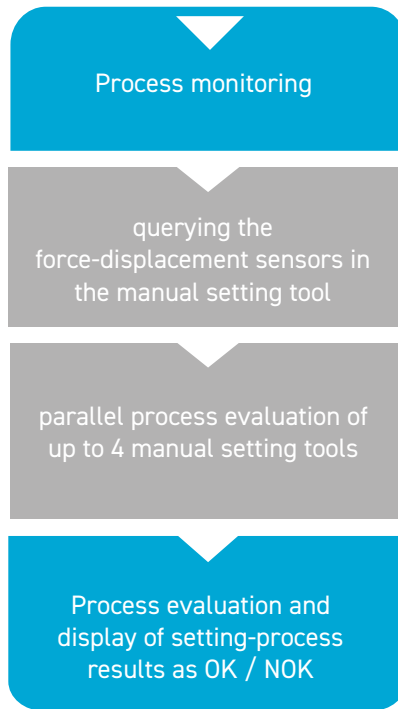 Process monitoring
querying the
force-displacement sensors in
the manual setting tool
parallel process evaluation of
up to 4 manual setting tools
Process evaluation and
display of setting-process
results as OK / NOK